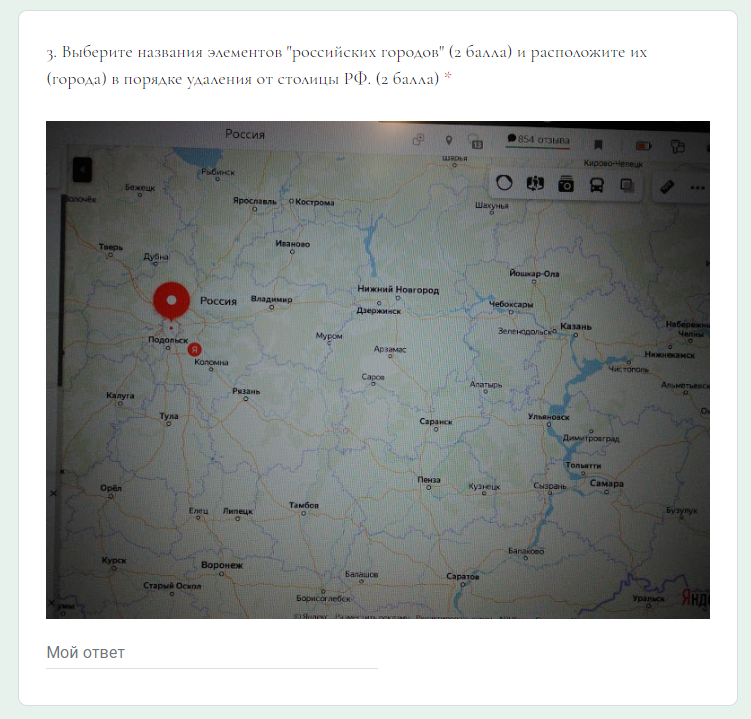 3. Выберите названия элементов "российских городов" (2 балла) и расположите их
(города) в порядке удаления от столицы РФ. (2 балла) *
Россия
854 отзыва
шарья
Кирово-Чепецк
Рыбинск
Бежецк
Ярославль
Кострома
Шахунья
Тверь
Дубна
Иваново
Йошкар-Ола
Россия
Владимир
Нижний Новгород
Дзержинск
Чебоксары
Зеленодольск
Казань
Подольск
Я
Муром
Арзамас
Нижнекамск
Коломна
Чистополь
Саров
Алатырь
Калуга
Рязань
Тула
Саранск
Ульяновск
Димитровград
Тольятти
Пенза
Кузнецк
Сызрань
Самара
Орёл
Елец
Липецк
Тамбов
Бузулук
Балаково
Курск
Воронеж
Балашов
Саратов
Старый Оскол
Борисоглебск
Уральск
Мой ответ